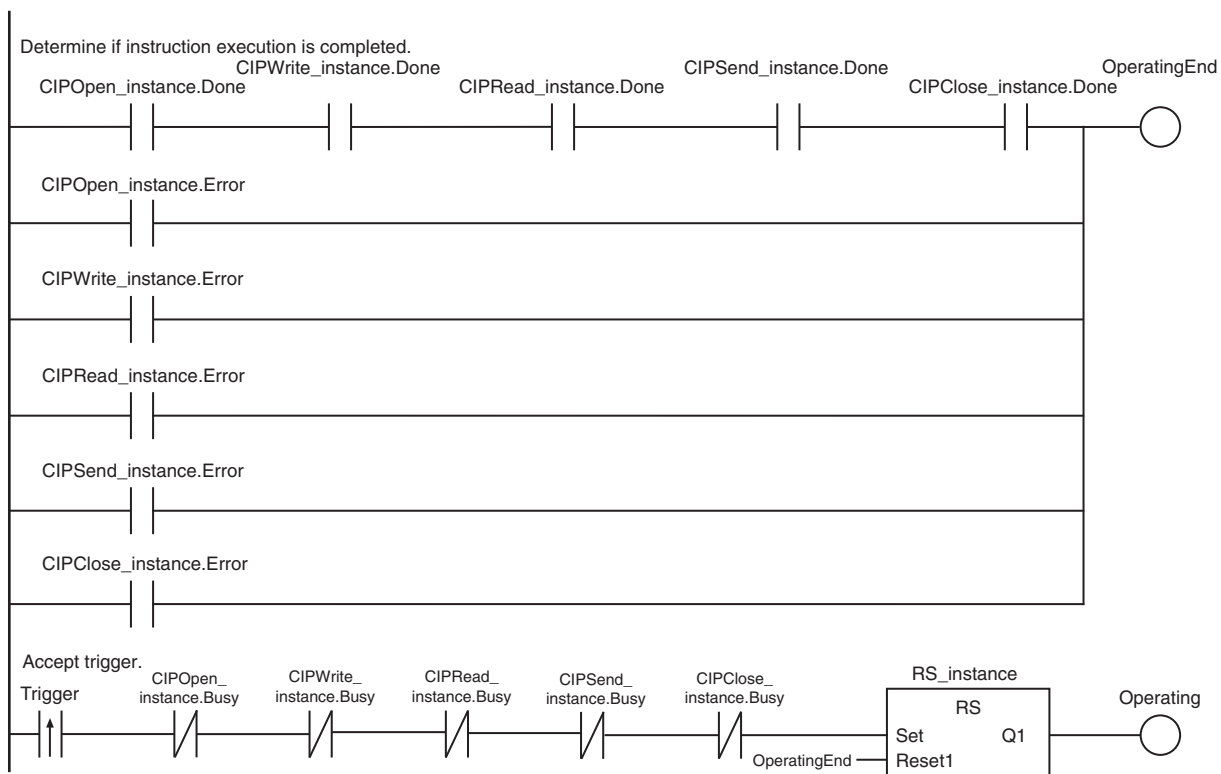 Determine if instruction execution is completed.
CIPOpen_instance.Done
CIPWrite_instance.Done
CIPRead_instance.Done
CIPSend_instance.Done
CIPClose_instance.Done
OperatingEnd
CIPOpen_instance.Error
CIPWrite_instance.Error
CIPRead_instance.Error
CIPSend_instance.Error
CIPClose_instance.Error
Accept trigger.
Trigger
CIPOpen_
instance.Busy
CIPWrite_
instance.Busy
CIPRead_
instance.Busy
CIPSend_
instance.Busy
CIPClose_
instance.Busy
RS_instance
RS
Set
Q1
OperatingEnd
Reset1
Operating